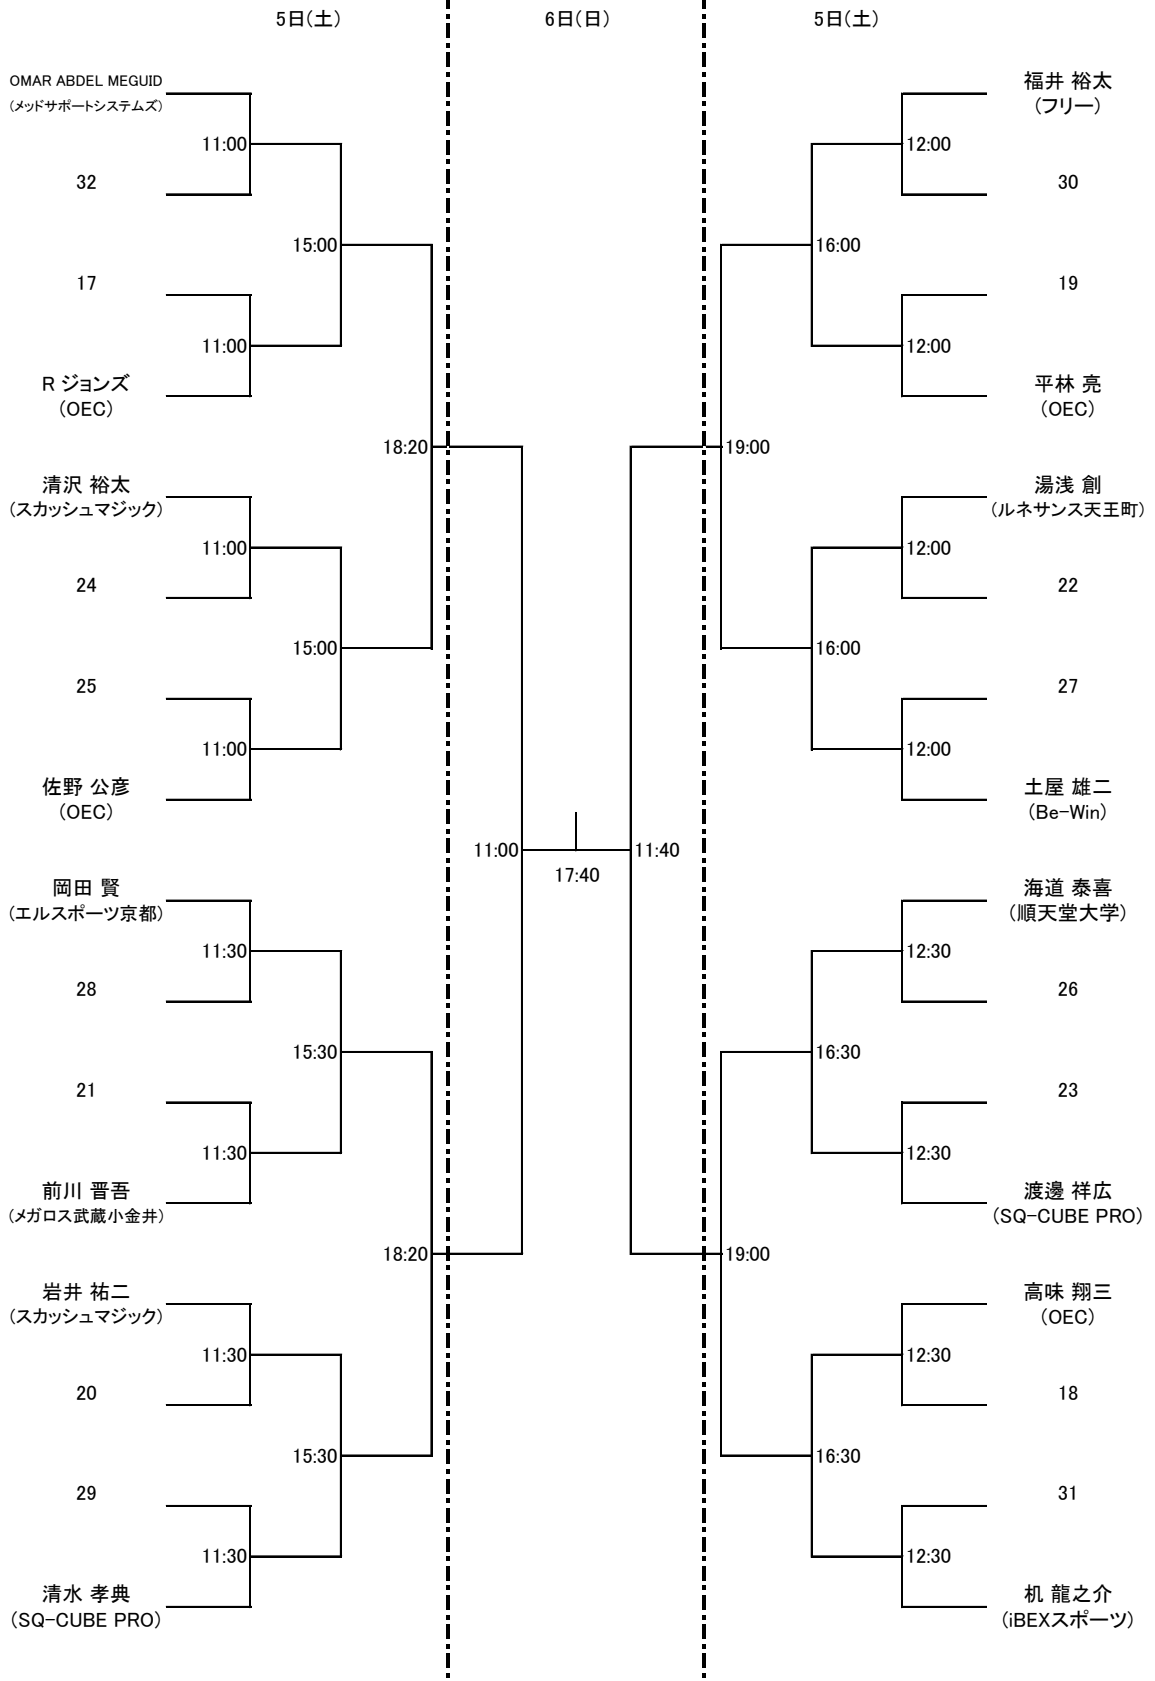 5日(土)
6日(日)
5日(土)
OMAR ABDEL MEGUID
(メッドサポートシステムズ)
11:00
32
15:00
17
11:00
R ジョンズ
(OEC)
18:20
清沢 裕太
(スカッシュマジック)
11:00
24
15:00
25
11:00
佐野 公彦
(OEC)
11:00
岡田 賢
(エルスポーツ京都)
11:30
28
15:30
21
11:30
前川 晋吾
(メガロス武蔵小金井)
18:20
岩井 祐二
(スカッシュマジック)
11:30
20
15:30
29
11:30
清水 孝典
(SQ-CUBE PRO)
17:40
福井 裕太
(フリー)
12:00
30
16:00
19
12:00
平林 亮
(OEC)
19:00
湯浅 創
(ルネサンス天王町)
12:00
22
16:00
27
12:00
土屋 雄二
(Be-Win)
11:40
海道 泰喜
(順天堂大学)
12:30
26
16:30
23
12:30
渡邊 祥広
(SQ-CUBE PRO)
19:00
高味 翔三
(OEC)
12:30
18
16:30
31
12:30
机 龍之介
(iBEXスポーツ)